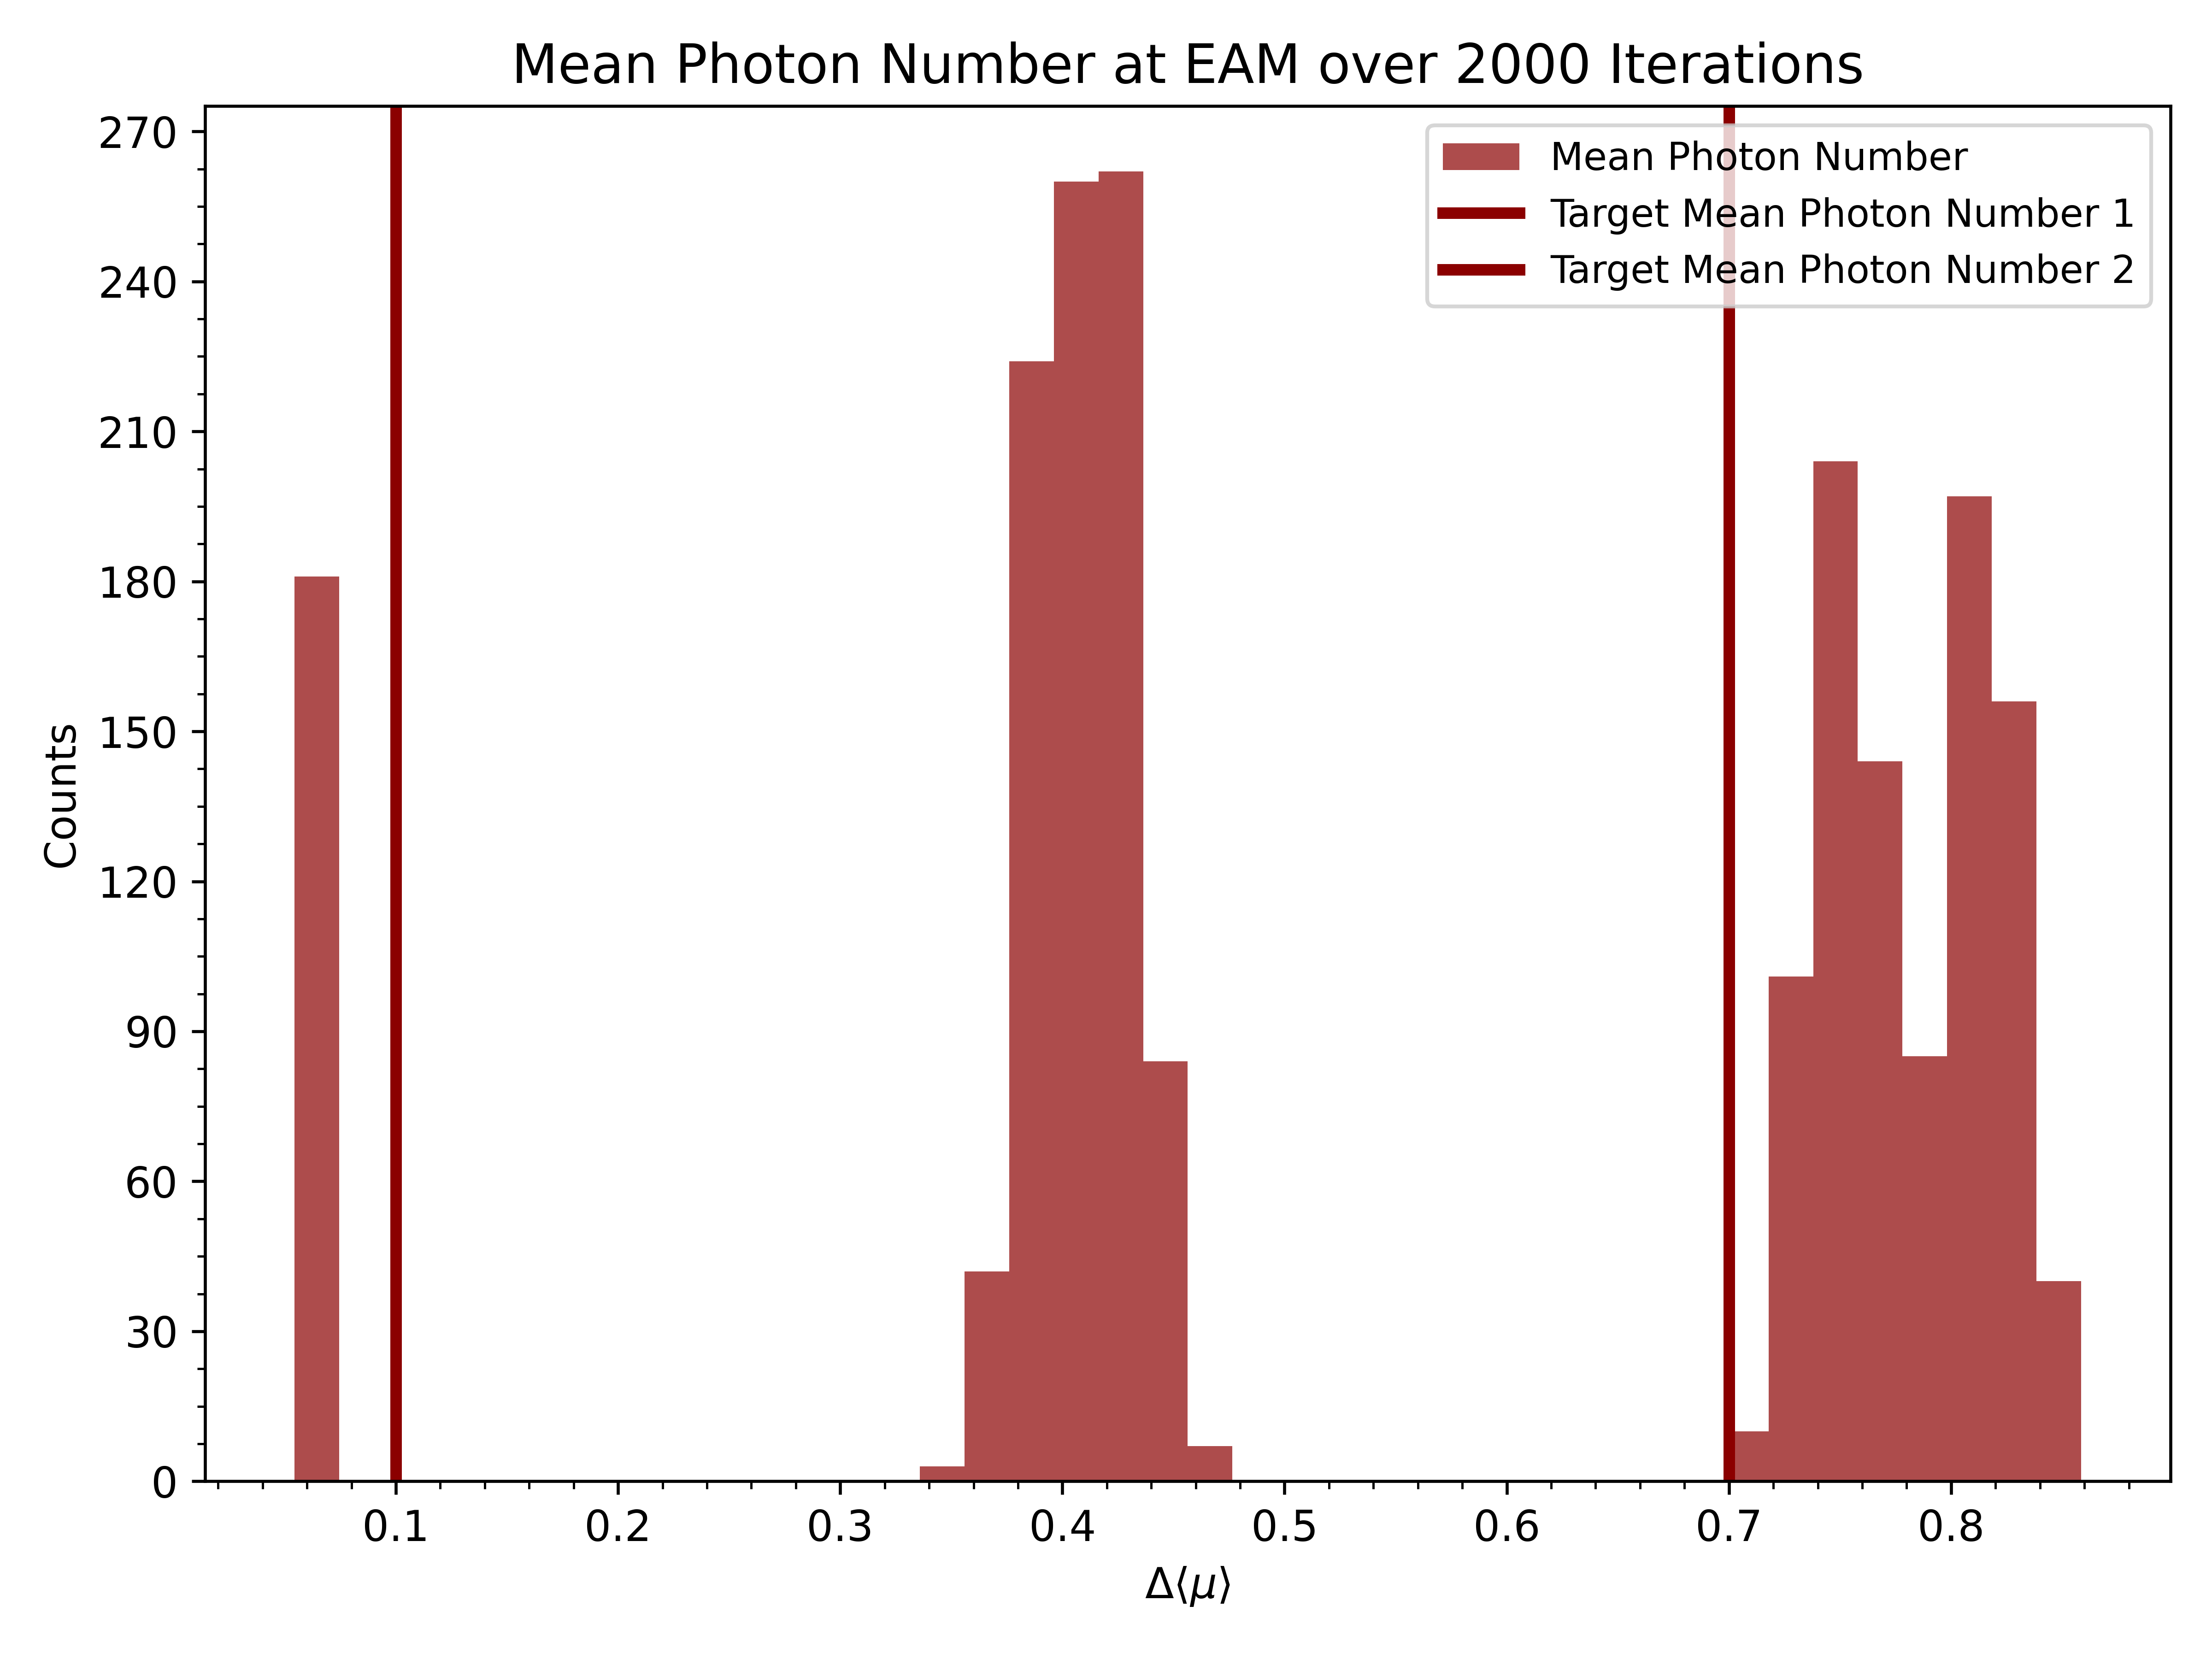 Mean Photon Number at EAM over 2000 Iterations
Mean Photon Number
Target Mean Photon Number 1
Target Mean Photon Number 2
270
240
210
180
150
120
90
60
30
0
Counts
0.1 0.2 0.3 0.4 0.5 0.6 0.7 0.8
Δ⟨μ⟩